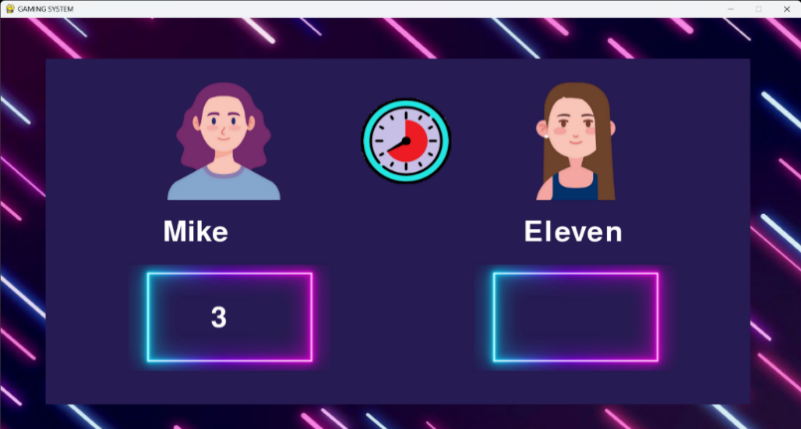 GAMING SYSTEM
Mike
Eleven
3